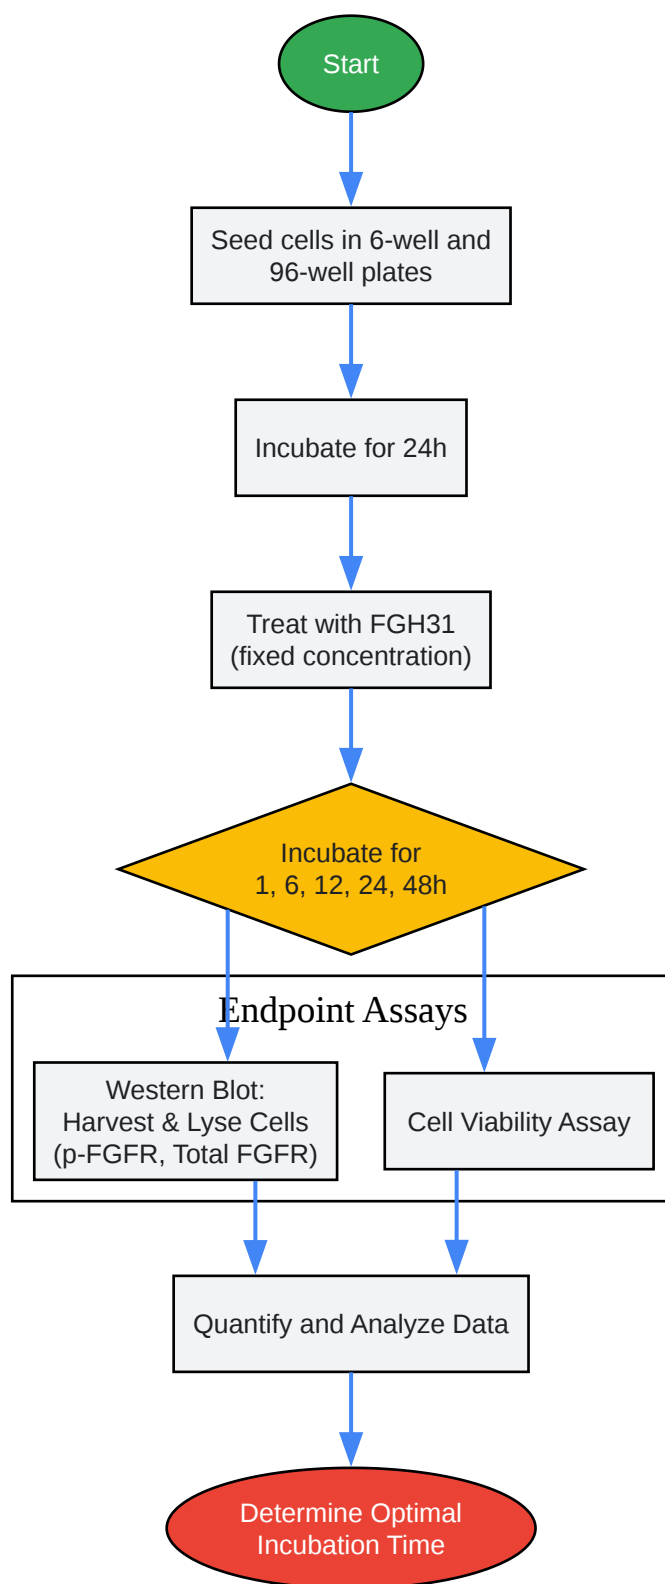 Start
Seed cells in 6-well and
96-well plates
Incubate for 24h
Treat with FGH31
(fixed concentration)
Incubate for
1, 6, 12, 24, 48h
Endpoint Assays
Western Blot:
Harvest & Lyse Cells
(p-FGFR, Total FGFR)
Cell Viability Assay
Quantify and Analyze Data
Determine Optimal
Incubation Time